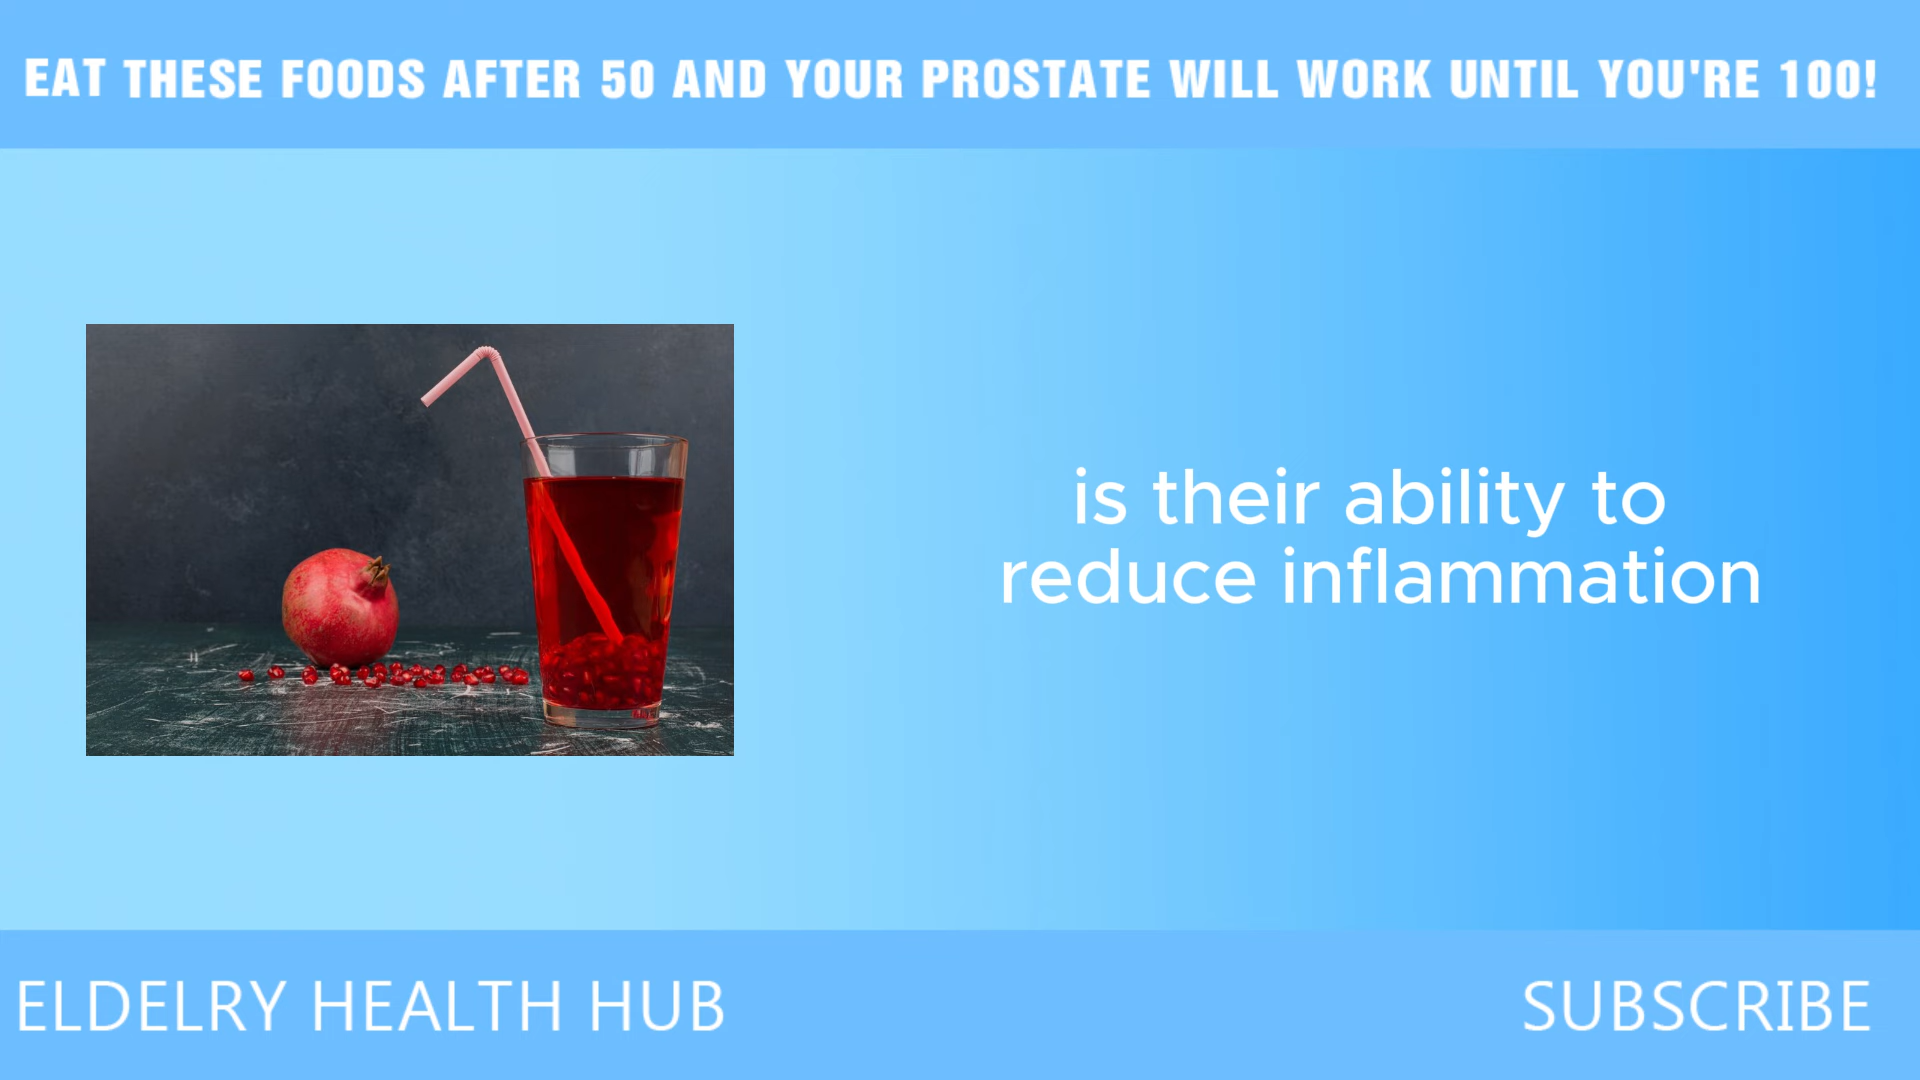 EAT THESE FOODS AFTER 50 AND YOUR PROSTATE WILL WORK UNTIL YOU'RE 100!
is their ability to
reduce inflammation
ELDELRY HEALTH HUB
SUBSCRIBE